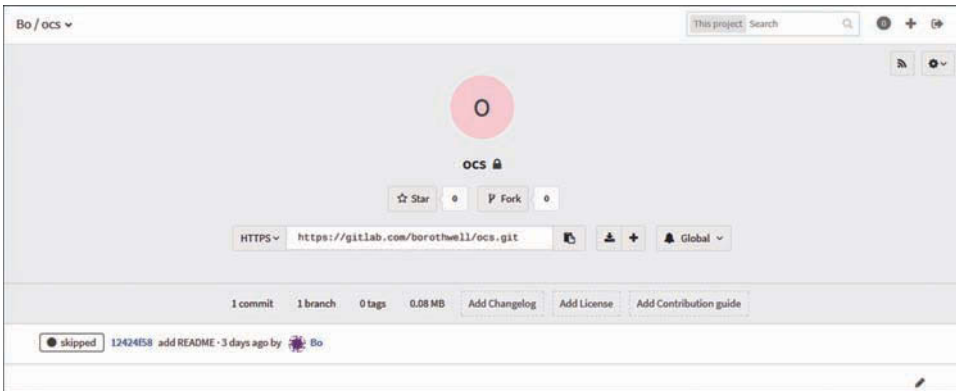 Bo / ocs
This project Search
0
O
ocs
Star 0 Fork 0
HTTPS https://gitlab.com/borothwell/ocs.git Global
1 commit 1 branch 0 tags 0.08 MB Add Changelog Add License Add Contribution guide
skipped 12424f58 add README · 3 days ago by Bo